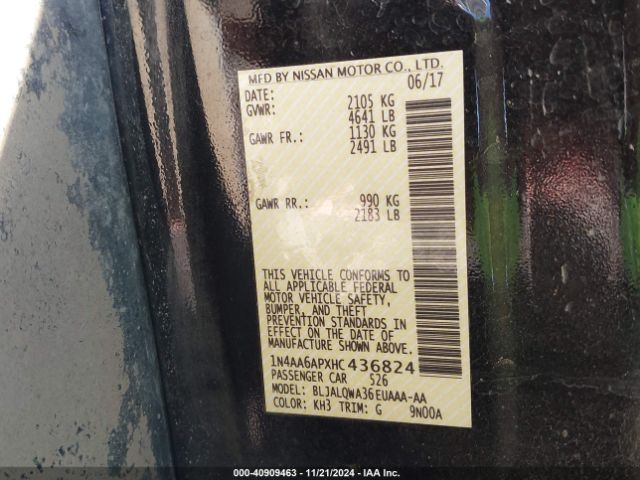 MFD BY NISSAN MOTOR CO., LTD.
DATE: 06/17
GVWR: 2105 KG
4641 LB
GAWR FR.: 1130 KG
2491 LB
GAWR RR.: 990 KG
2183 LB
THIS VEHICLE CONFORMS TO
ALL APPLICABLE FEDERAL
MOTOR VEHICLE SAFETY,
BUMPER, AND THEFT
PREVENTION STANDARDS IN
EFFECT ON THE DATE OF
MANUFACTURE SHOWN ABOVE.
1N4AA6APXHC436824
PASSENGER CAR 526
MODEL: BLJALQWA36EUAAA-AA
COLOR: KH3 TRIM: G 9N00A
000-40909463 - 11/21/2024 - IAA Inc.